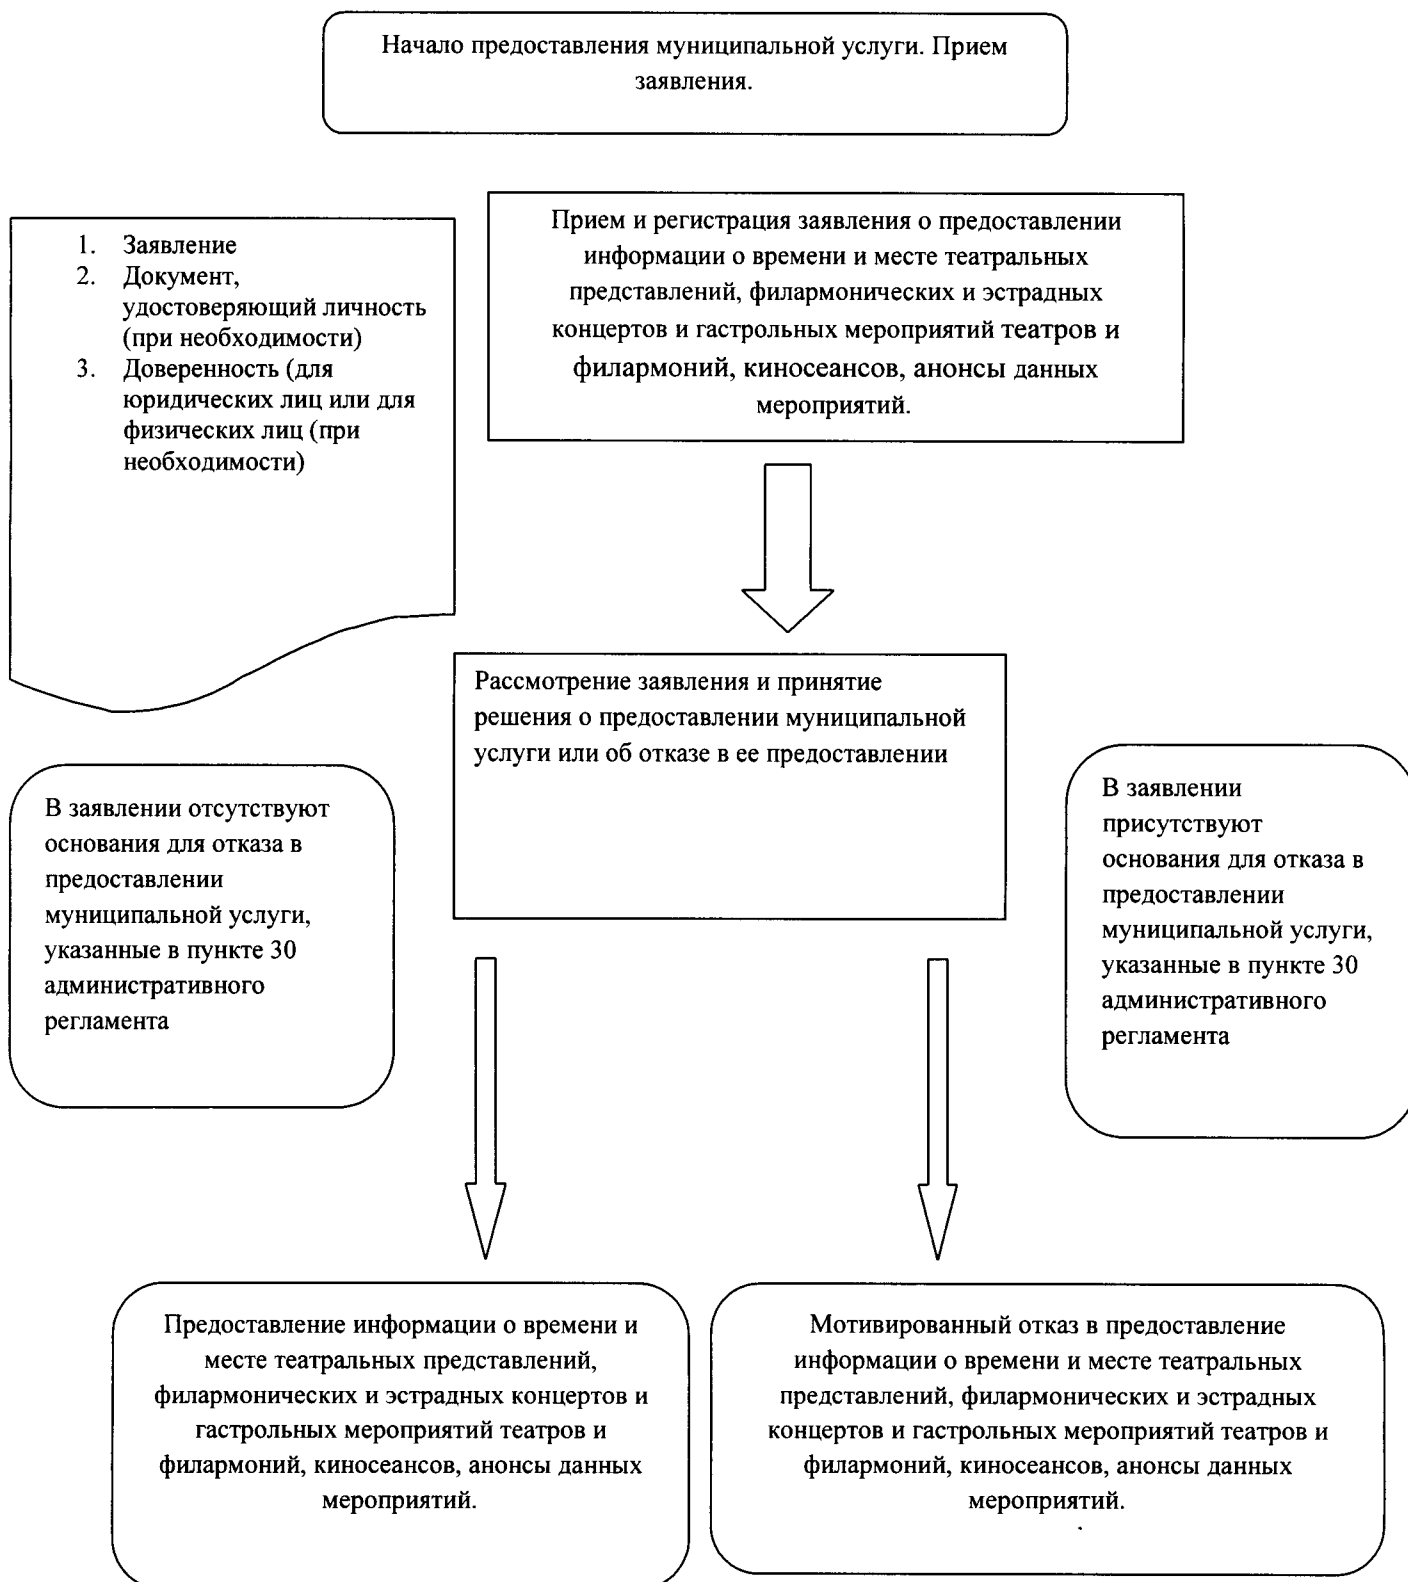 Начало предоставления муниципальной услуги. Прием
заявления.
1. Заявление
2. Документ,
удостоверяющий личность
(при необходимости)
3. Доверенность (для
юридических лиц или для
физических лиц (при
необходимости)
Прием и регистрация заявления о предоставлении
информации о времени и месте театральных
представлений, филармонических и эстрадных
концертов и гастрольных мероприятий театров и
филармоний, киносеансов, анонсы данных
мероприятий.
Рассмотрение заявления и принятие
решения о предоставлении муниципальной
услуги или об отказе в ее предоставлении
В заявлении отсутствуют
основания для отказа в
предоставлении
муниципальной услуги,
указанные в пункте 30
административного
регламента
В заявлении
присутствуют
основания для отказа в
предоставлении
муниципальной услуги,
указанные в пункте 30
административного
регламента
Предоставление информации о времени и
месте театральных представлений,
филармонических и эстрадных концертов и
гастрольных мероприятий театров и
филармоний, киносеансов, анонсы данных
мероприятий.
Мотивированный отказ в предоставление
информации о времени и месте театральных
представлений, филармонических и эстрадных
концертов и гастрольных мероприятий театров и
филармоний, киносеансов, анонсы данных
мероприятий.